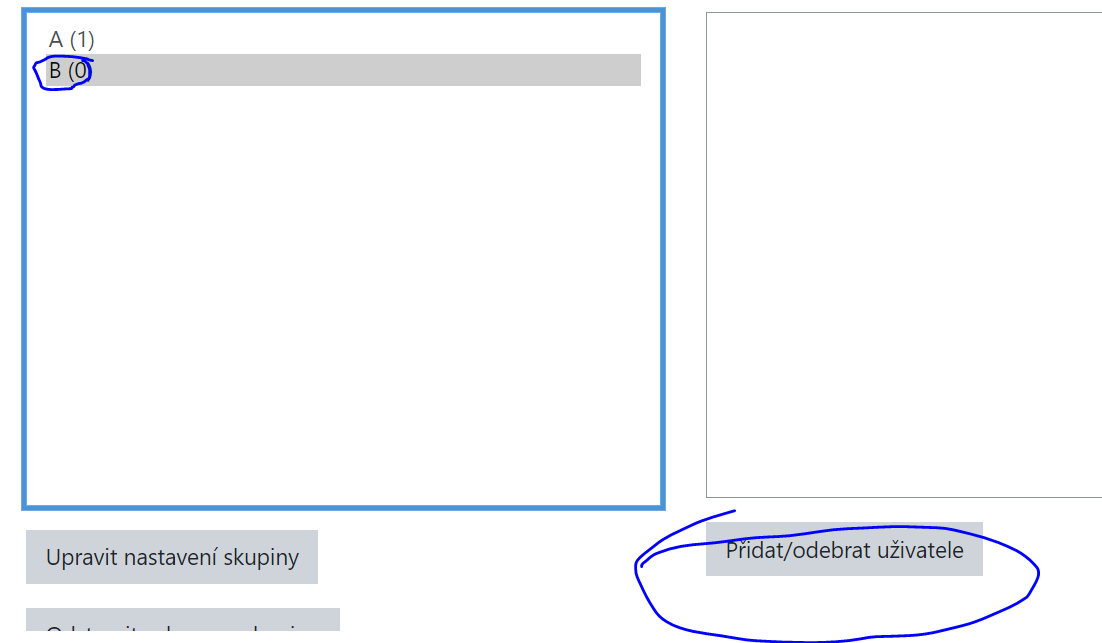 A (1)
B (0
Upravit nastavení skupiny
Přidat/odebrat uživatele